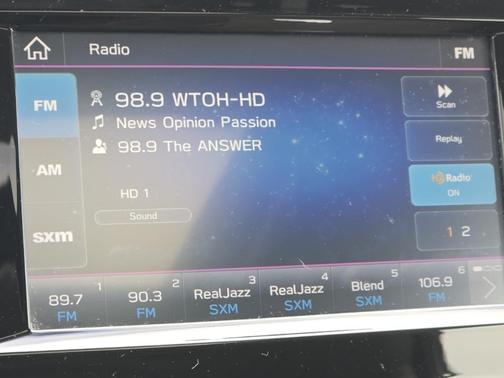 Radio
FM
FM
AM
sxm
98.9 WTOH-HD
News Opinion Passion
98.9 The ANSWER
HD 1
Sound
Scan
Replay
HD Radio
ON
1 2
1
89.7
FM
2
90.3
FM
3
RealJazz
SXM
4
RealJazz
SXM
5
Blend
SXM
6
106.9
FM